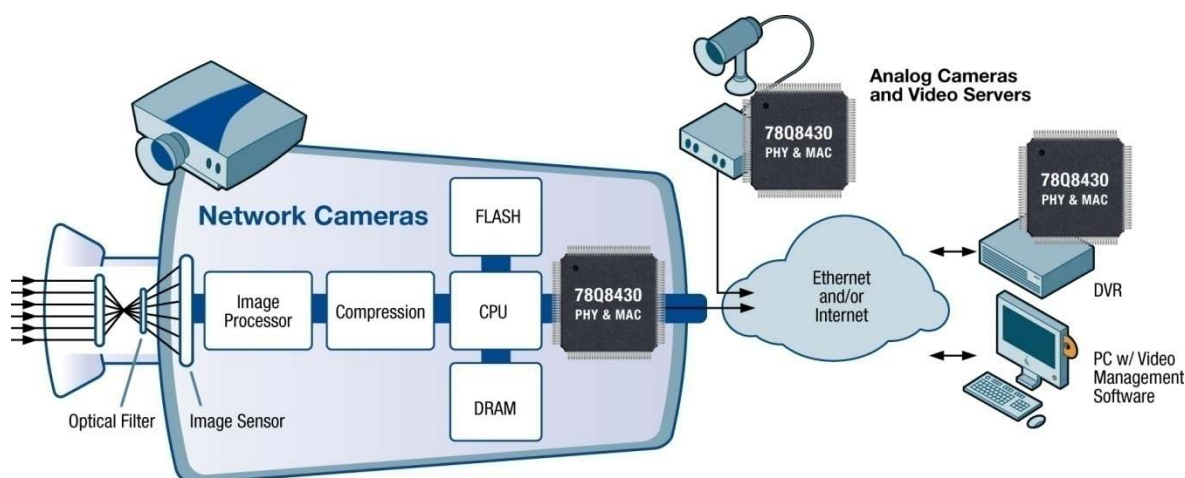 Analog Cameras
and Video Servers
78Q8430
PHY & MAC
78Q8430
PHY & MAC
Network Cameras
FLASH
Image
Processor
Compression
CPU
78Q8430
PHY & MAC
DRAM
Optical Filter
Image Sensor
Ethernet
and/or
Internet
DVR
PC w/ Video
Management
Software